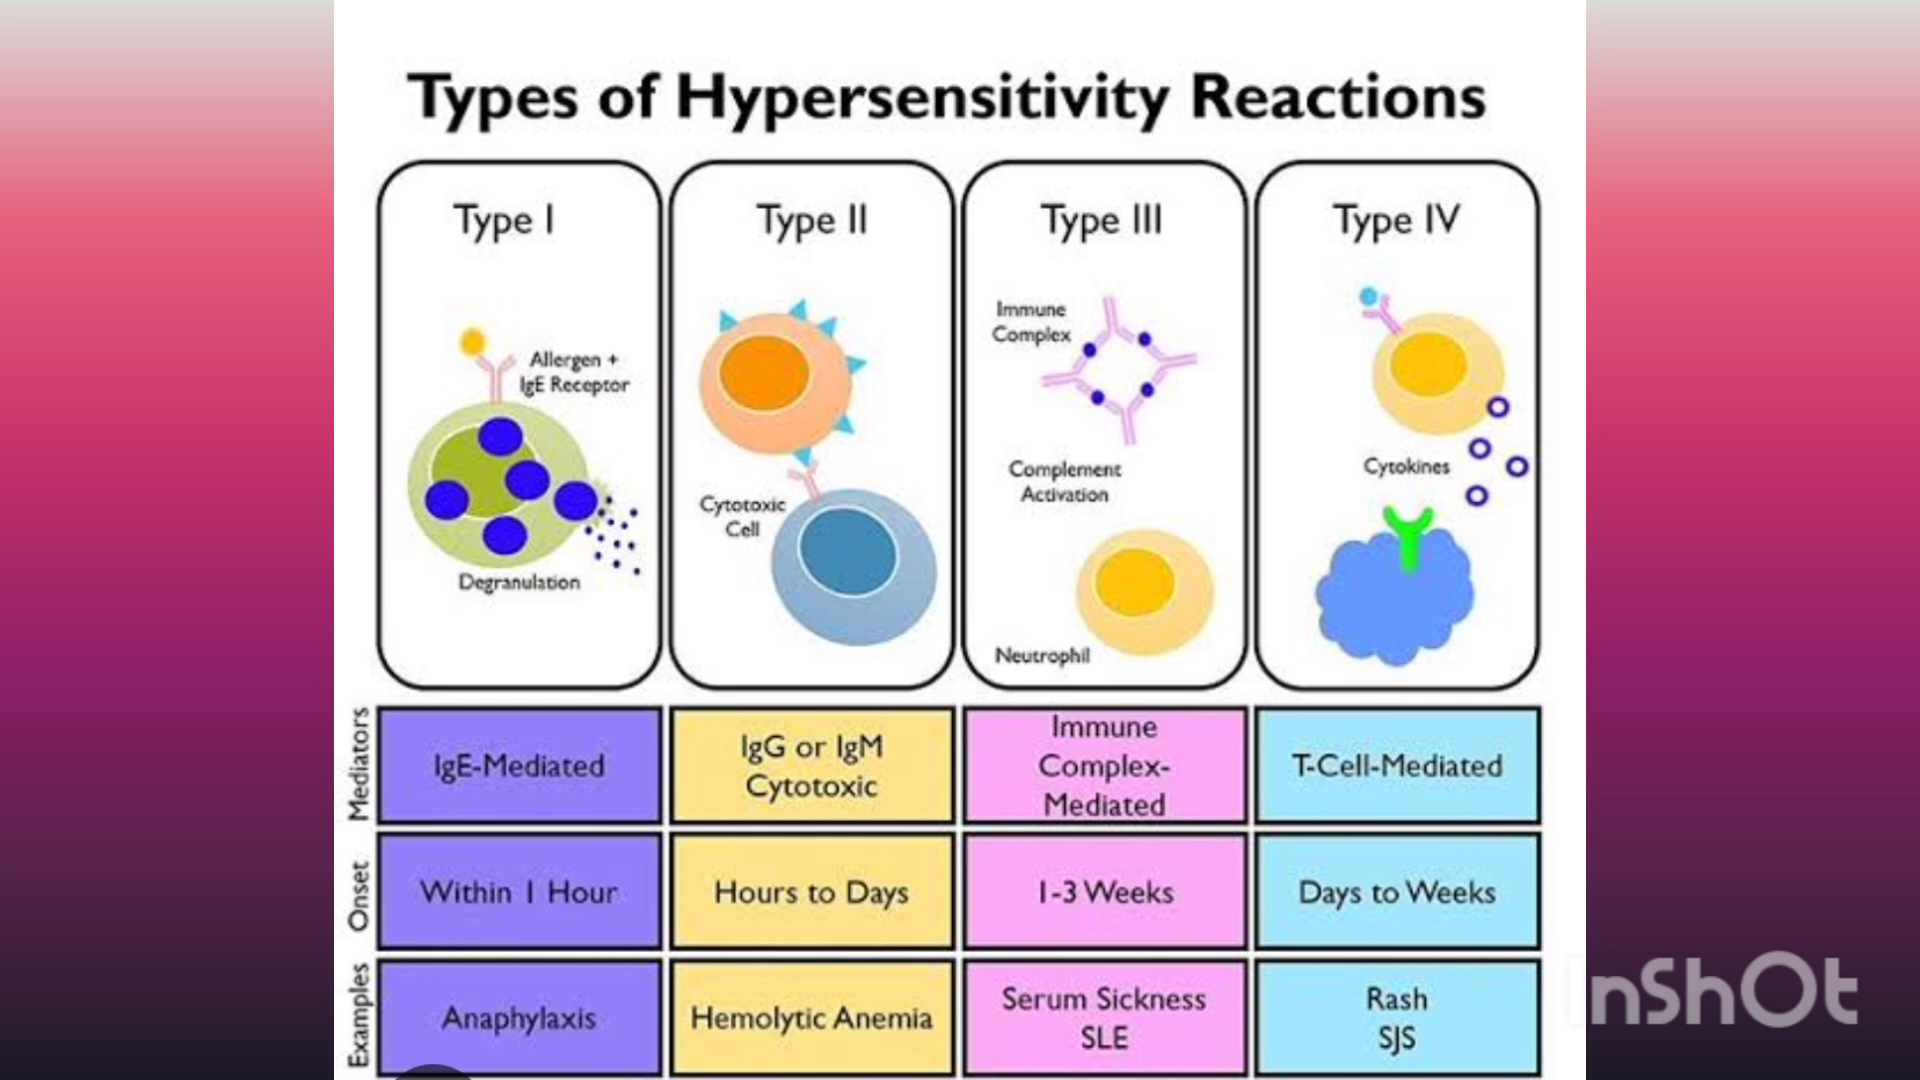 Types of Hypersensitivity Reactions
Type I
Allergen +
IgE Receptor
Degranulation
Type II
Cytotoxic
Cell
Type III
Immune
Complex
Complement
Activation
Neutrophil
Type IV
Cytokines
Mediators
IgE-Mediated
IgG or IgM
Cytotoxic
Immune
Complex-
Mediated
T-Cell-Mediated
Onset
Within 1 Hour
Hours to Days
1-3 Weeks
Days to Weeks
Examples
Anaphylaxis
Hemolytic Anemia
Serum Sickness
SLE
Rash
SJS
InShOt